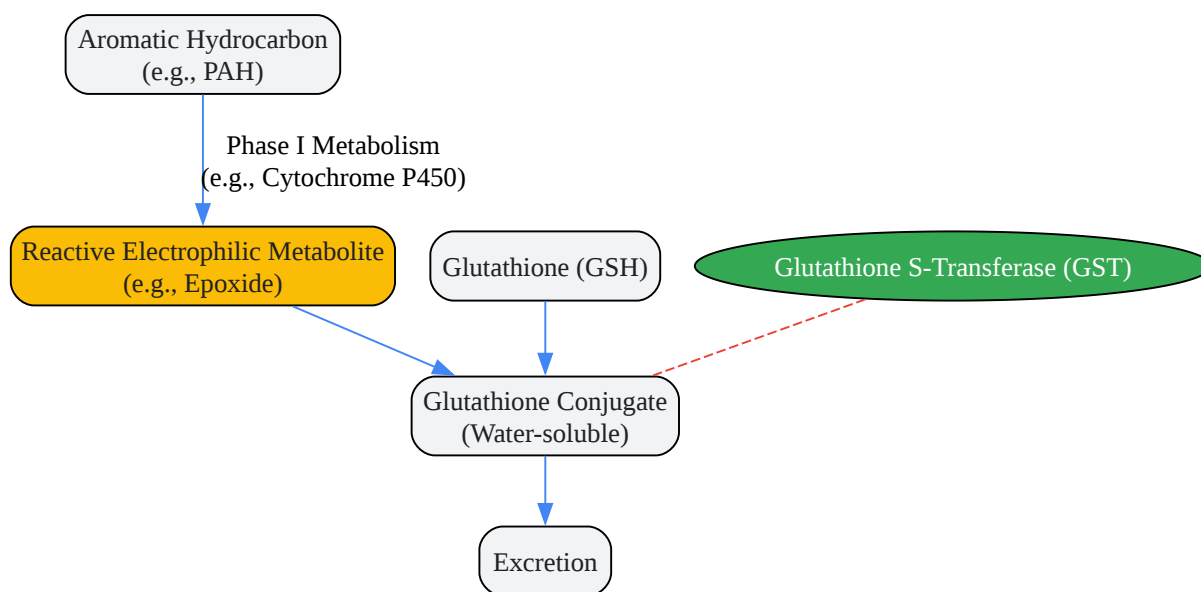 Aromatic Hydrocarbon
(e.g., PAH)
Phase I Metabolism
(e.g., Cytochrome P450)
Reactive Electrophilic Metabolite
(e.g., Epoxide)
Glutathione (GSH)
Glutathione S-Transferase (GST)
Glutathione Conjugate
(Water-soluble)
Excretion